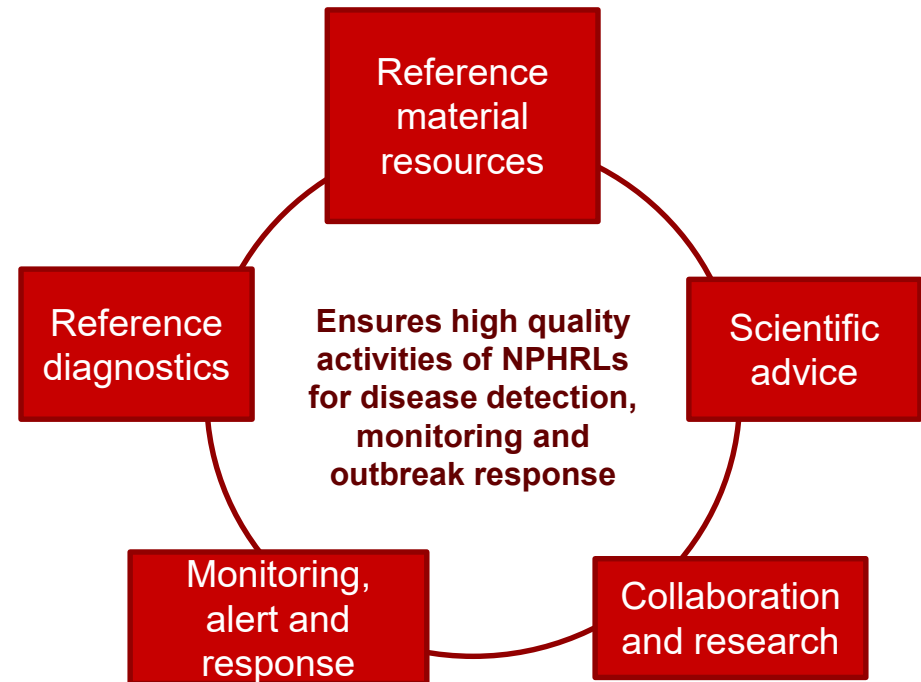 Reference
material
resources
Reference
diagnostics
Ensures high quality
activities of NPHRLs
for disease detection,
monitoring and
outbreak response
Scientific
advice
Monitoring,
alert and
response
Collaboration
and research